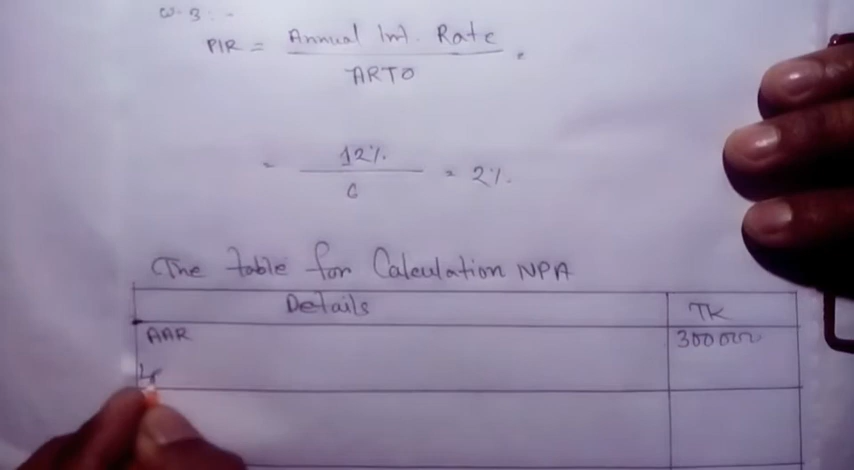 W-3:-
PIR = Annual Int. Rate / ARTO.
= 12% / 6 = 2%.
The table for Calculation NPA
Details TK
AAR 300000